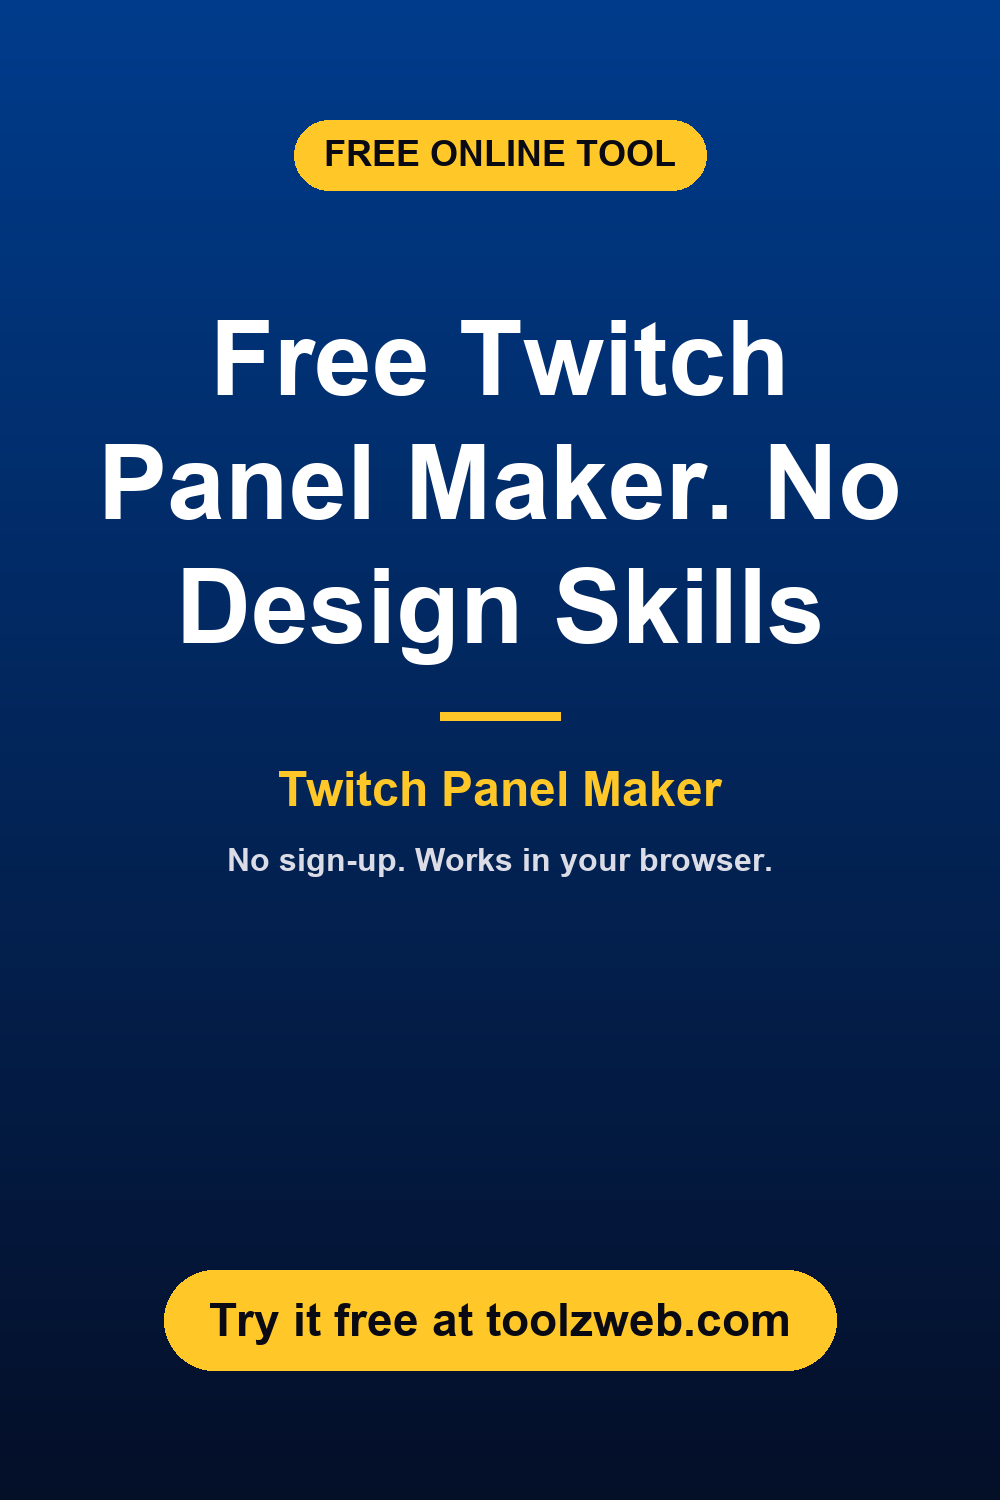 FREE ONLINE TOOL
Free Twitch
Panel Maker. No
Design Skills
Twitch Panel Maker
No sign-up. Works in your browser.
Try it free at toolzweb.com